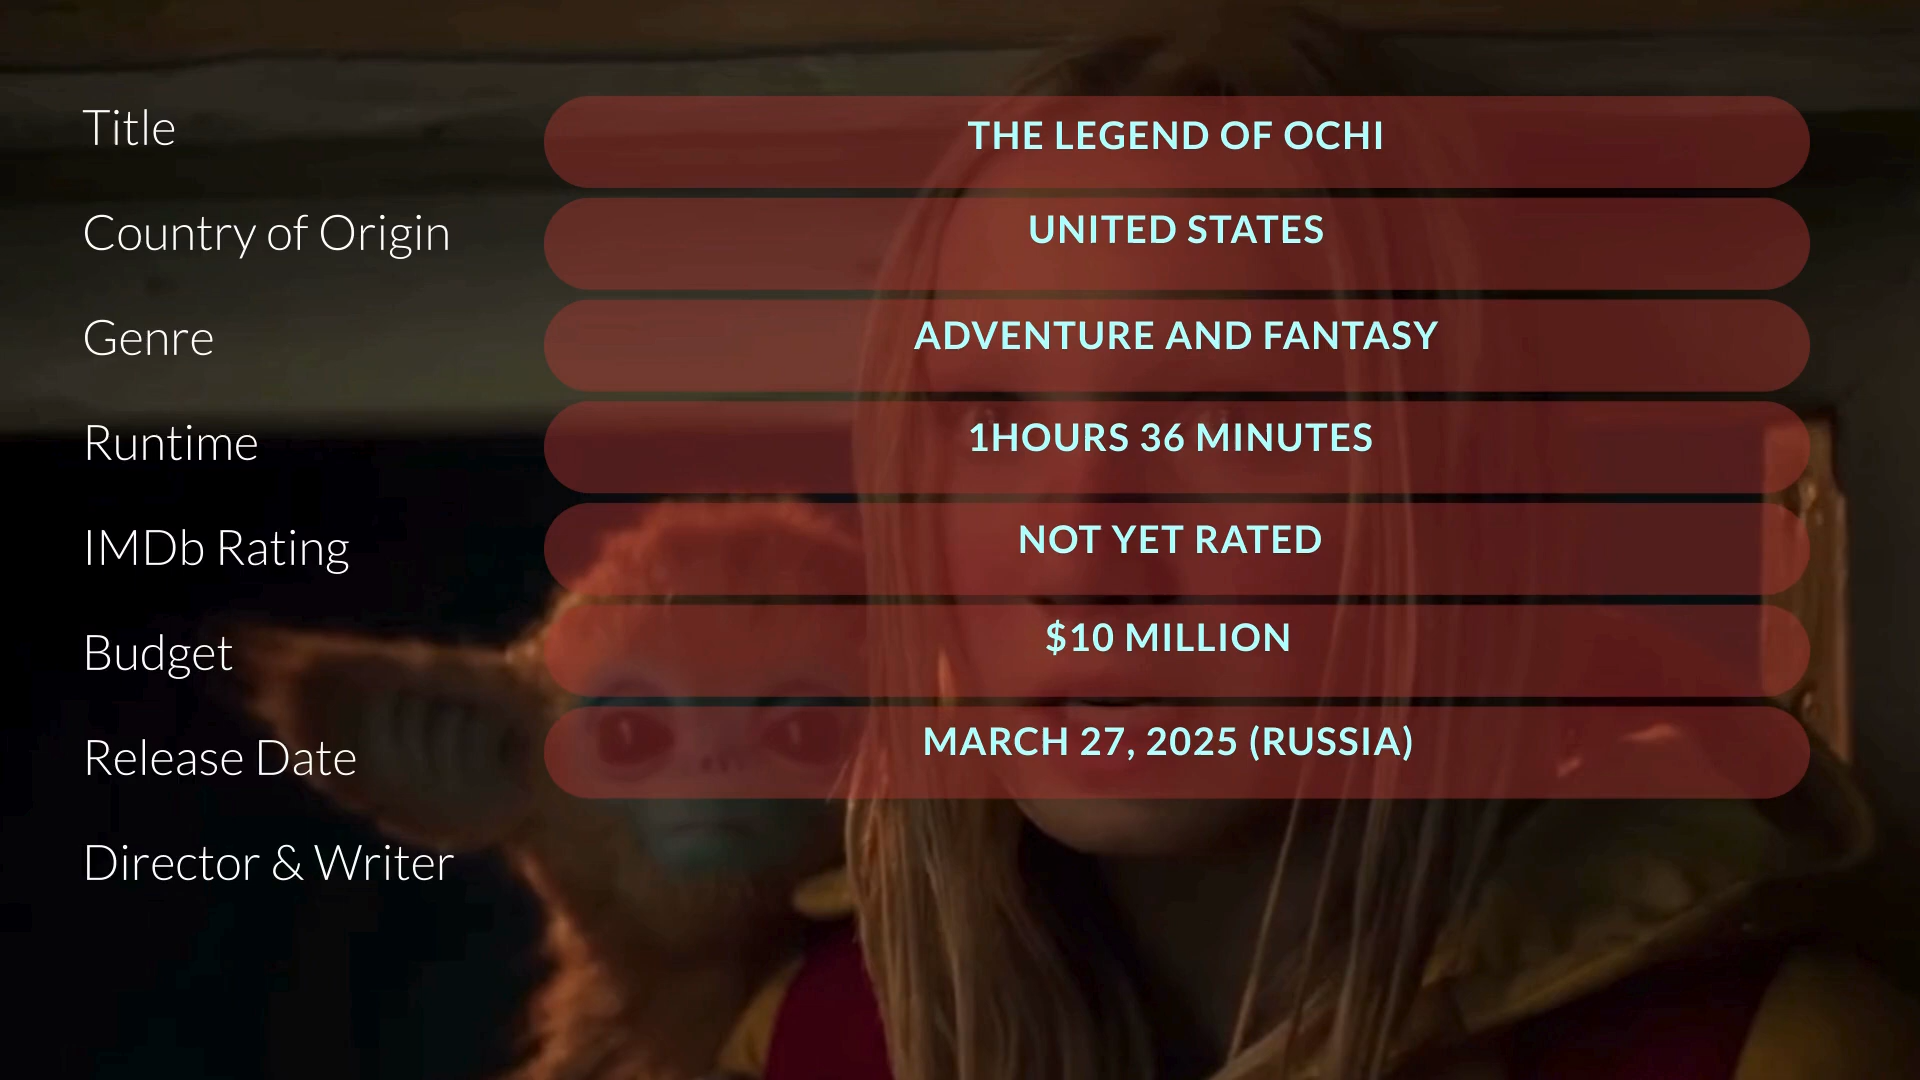 Title
THE LEGEND OF OCHI
Country of Origin
UNITED STATES
Genre
ADVENTURE AND FANTASY
Runtime
1HOURS 36 MINUTES
IMDb Rating
NOT YET RATED
Budget
$10 MILLION
Release Date
MARCH 27, 2025 (RUSSIA)
Director & Writer